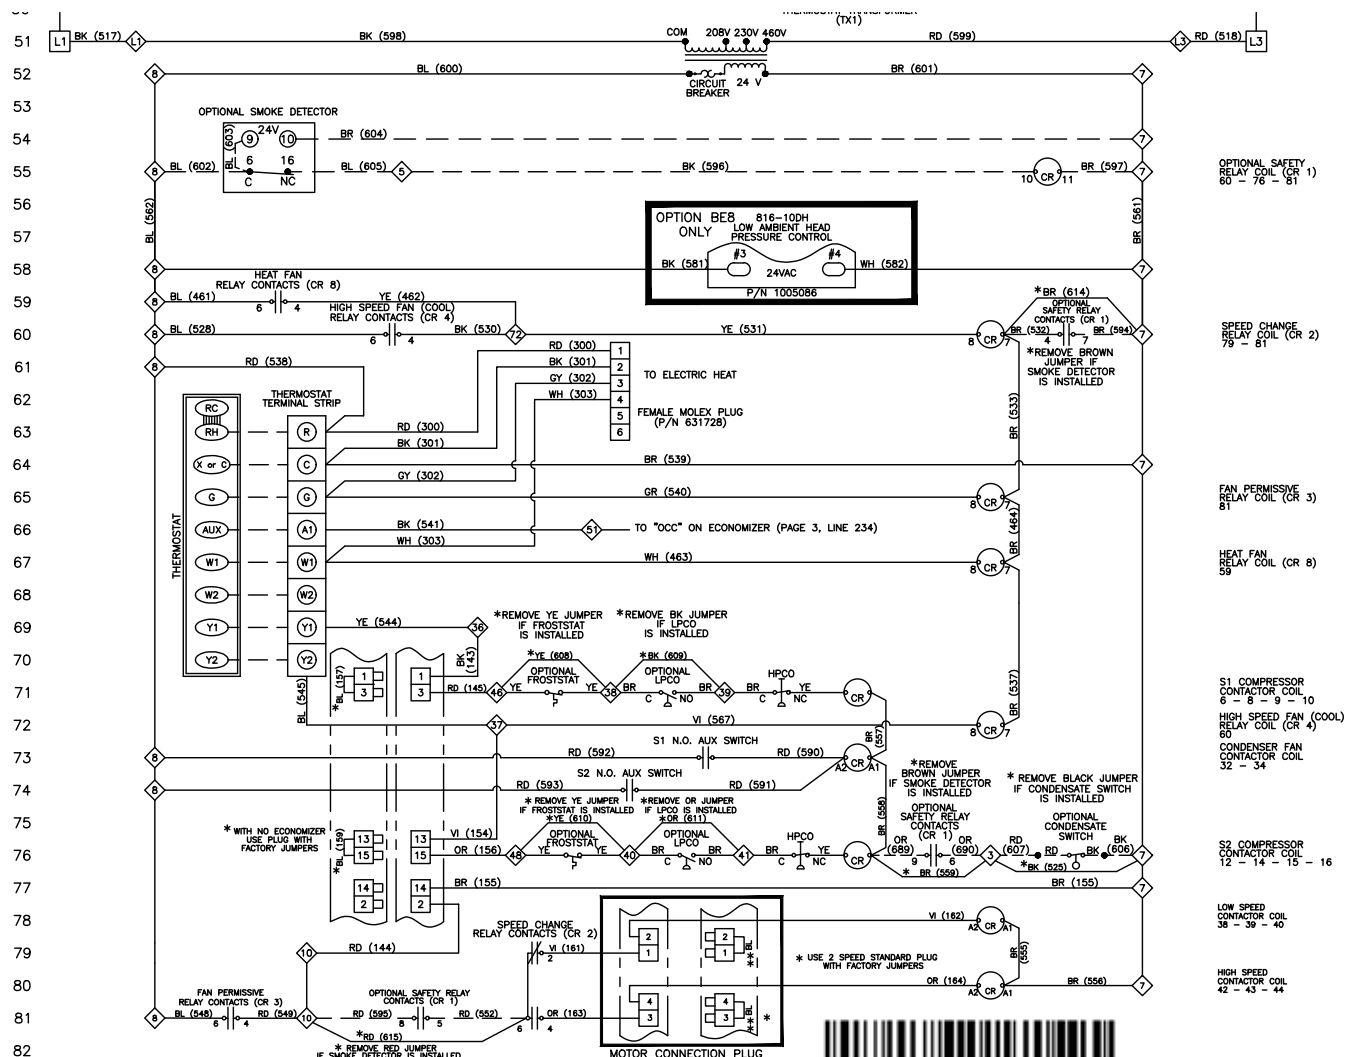 THERMOSTAT TRANSFORMER
(TX1)
51 L1 BK (517) L1 BK (598) COM 208V 230V 460V RD (599) L3 RD (518) L3
52 8 BL (600) BR (601) 7
CIRCUIT BREAKER 24 V
53
OPTIONAL SMOKE DETECTOR
54 BL (603) 9 24V 10 BR (604) 7
55 8 BL (602) 6 C 16 NC BL (605) 5 BK (596) 10 CR 11 BR (597) 7
OPTIONAL SAFETY
RELAY COIL (CR 1)
60 - 76 - 81
56 BL (562) BR (561)
OPTION BE8
ONLY
816-10DH
LOW AMBIENT HEAD
PRESSURE CONTROL
57
58 8 BK (581) #3 24VAC #4 WH (582) 7
P/N 1005086
HEAT FAN
RELAY CONTACTS (CR 8)
59 8 BL (461) 6 4 YE (462)
*BR (614)
HIGH SPEED FAN (COOL)
RELAY CONTACTS (CR 4)
OPTIONAL
SAFETY RELAY
CONTACTS (CR 1)
60 8 BL (528) 6 4 BK (530) 72 YE (531) 8 CR 7 BR (532) 4 7 BR (594) 7
SPEED CHANGE
RELAY COIL (CR 2)
79 - 81
*REMOVE BROWN
JUMPER IF
SMOKE DETECTOR
IS INSTALLED
61 8 RD (538)
RD (300) 1
BK (301) 2
GY (302) 3
WH (303) 4
5
6
TO ELECTRIC HEAT
FEMALE MOLEX PLUG
(P/N 631728)
THERMOSTAT
TERMINAL STRIP
62 RC BR (533)
63 RH R RD (300)
BK (301)
64 X or C C BR (539) 7
GY (302)
65 G G GR (540) 8 CR 7
FAN PERMISSIVE
RELAY COIL (CR 3)
81
THERMOSTAT
66 AUX A1 BK (541) 51 TO "OCC" ON ECONOMIZER (PAGE 3, LINE 234) BR (464)
WH (303)
67 W1 W1 WH (463) 8 CR 7
HEAT FAN
RELAY COIL (CR 8)
59
68 W2 W2
69 Y1 Y1 YE (544) 36
*REMOVE YE JUMPER
IF FROSTSTAT
IS INSTALLED
*REMOVE BK JUMPER
IF LPCO
IS INSTALLED
70 Y2 Y2 BK (143)
*YE (608)
*BK (609)
OPTIONAL
FROSTSTAT
OPTIONAL
LPCO
HPCO
71 *BL (157) 1 3 1 3 RD (145) 46 YE YE 38 BR C NO BR 39 BR C NC YE CR
BL (545) BR (537)
S1 COMPRESSOR
CONTACTOR COIL
6 - 8 - 9 - 10
72 37 VI (567) 8 CR 7
HIGH SPEED FAN (COOL)
RELAY COIL (CR 4)
60
BR (557)
S1 N.O. AUX SWITCH
73 8 RD (592) RD (590) A2 CR A1
CONDENSER FAN
CONTACTOR COIL
32 - 34
S2 N.O. AUX SWITCH
74 8 RD (593) RD (591)
*REMOVE
BROWN JUMPER
IF SMOKE DETECTOR
IS INSTALLED
* REMOVE BLACK JUMPER
IF CONDENSATE SWITCH
IS INSTALLED
* REMOVE YE JUMPER
IF FROSTSTAT IS INSTALLED
*REMOVE OR JUMPER
IF LPCO IS INSTALLED
75 BR (558)
*YE (610)
*OR (611)
* WITH NO ECONOMIZER
USE PLUG WITH
FACTORY JUMPERS
*BL (159) 13 15 13 15 VI (154)
OPTIONAL
FROSTSTAT
OPTIONAL
LPCO
HPCO
OPTIONAL
SAFETY RELAY
CONTACTS
(CR 1)
OPTIONAL
CONDENSATE
SWITCH
76 OR (156) 48 YE YE 40 BR C NO BR 41 BR C NC YE CR OR (689) 9 6 OR (690) 3 RD (607) RD BK BK (606) 7
S2 COMPRESSOR
CONTACTOR COIL
12 - 14 - 15 - 16
* BR (559)
*BK (525)
77 14 2 14 2 BR (155) BR (155) 7
78 VI (162) A2 CR A1
LOW SPEED
CONTACTOR COIL
38 - 39 - 40
SPEED CHANGE
RELAY CONTACTS (CR 2)
79 10 RD (144) 2 VI (161) 2 1 2 1 BL **
BR (555)
* USE 2 SPEED STANDARD PLUG
WITH FACTORY JUMPERS
80 OR (164) A2 CR A1 BR (556) 7
HIGH SPEED
CONTACTOR COIL
42 - 43 - 44
FAN PERMISSIVE
RELAY CONTACTS (CR 3)
OPTIONAL SAFETY RELAY
CONTACTS (CR 1)
81 8 BL (548) 6 4 RD (549) 10 RD (595) 8 5 RD (552) 6 4 OR (163) 4 3 4 3 BL ** *
*RD (615)
* REMOVE RED JUMPER
IF SMOKE DETECTOR IS INSTALLED
82 MOTOR CONNECTION PLUG